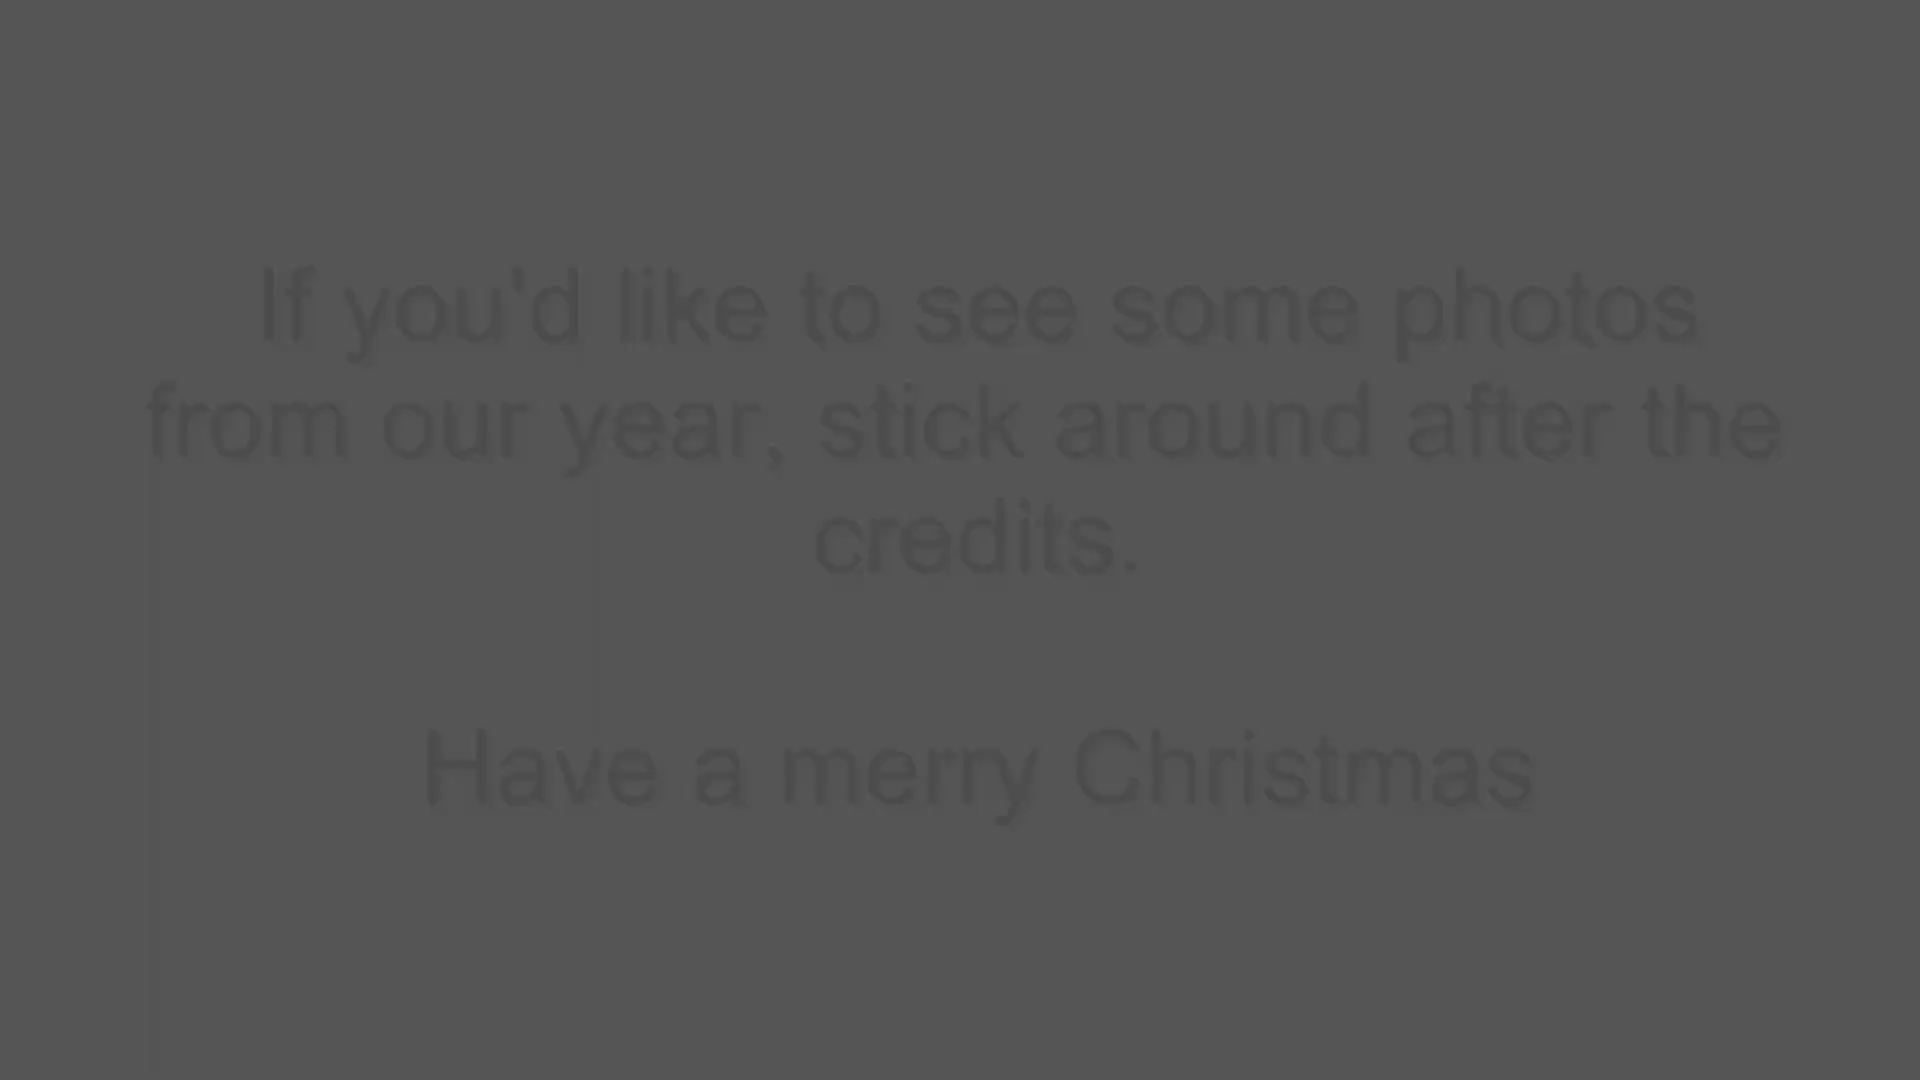 If you'd like to see some photos
from our year, stick around after the
credits.
Have a merry Christmas